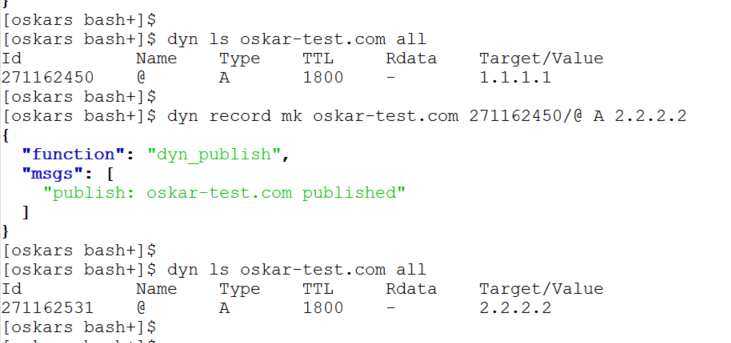 }
[oskars bash+]$
[oskars bash+]$ dyn ls oskar-test.com all
Id Name Type TTL Rdata Target/Value
271162450 @ A 1800 - 1.1.1.1
[oskars bash+]$
[oskars bash+]$ dyn record mk oskar-test.com 271162450/@ A 2.2.2.2
{
"function": "dyn_publish",
"msgs": [
"publish: oskar-test.com published"
]
}
[oskars bash+]$
[oskars bash+]$ dyn ls oskar-test.com all
Id Name Type TTL Rdata Target/Value
271162531 @ A 1800 - 2.2.2.2
[oskars bash+]$